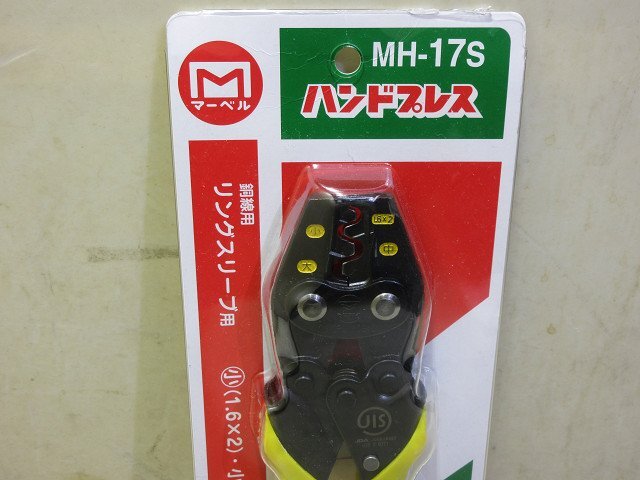 マーベル
MH-17S
ハンドプレス
銅線用
リングスリーブ用
小(1.6×2)・小
1.6×2
小
中
大
JIS